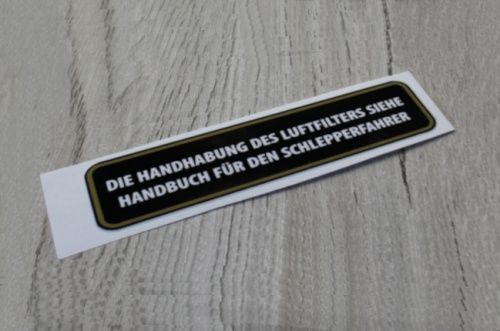 DIE HANDHABUNG DES LUFTFILTERS SIEHE
HANDBUCH FÜR DEN SCHLEPPERFAHRER